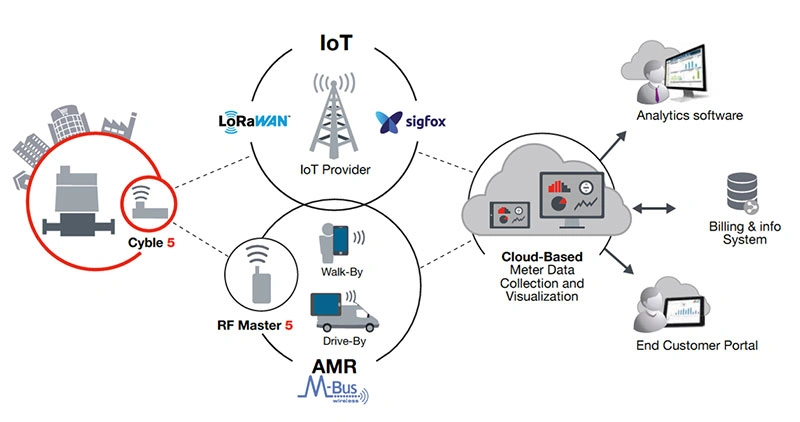 IoT
LoRaWAN™
sigfox
IoT Provider
Analytics software
Cyble 5
Walk-By
RF Master 5
Drive-By
AMR
M-Bus
wireless
Cloud-Based
Meter Data
Collection and
Visualization
Billing & info
System
End Customer Portal